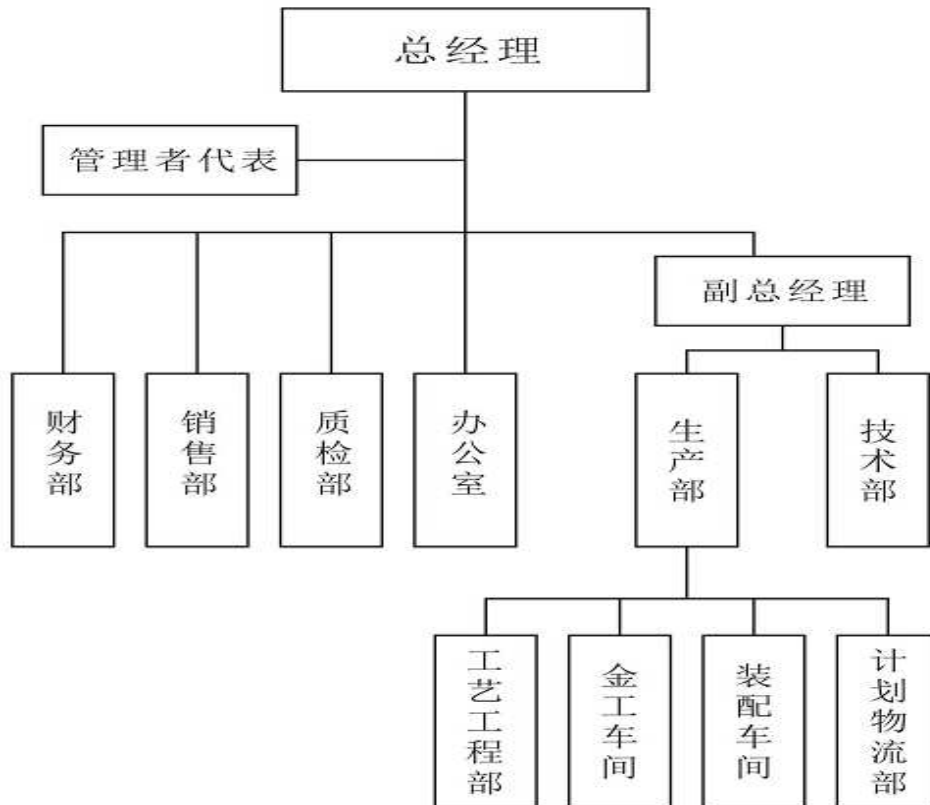 总经理
管理者代表
副总经理
财务部
销售部
质检部
办公室
生产部
技术部
工艺工程部
金工车间
装配车间
计划物流部